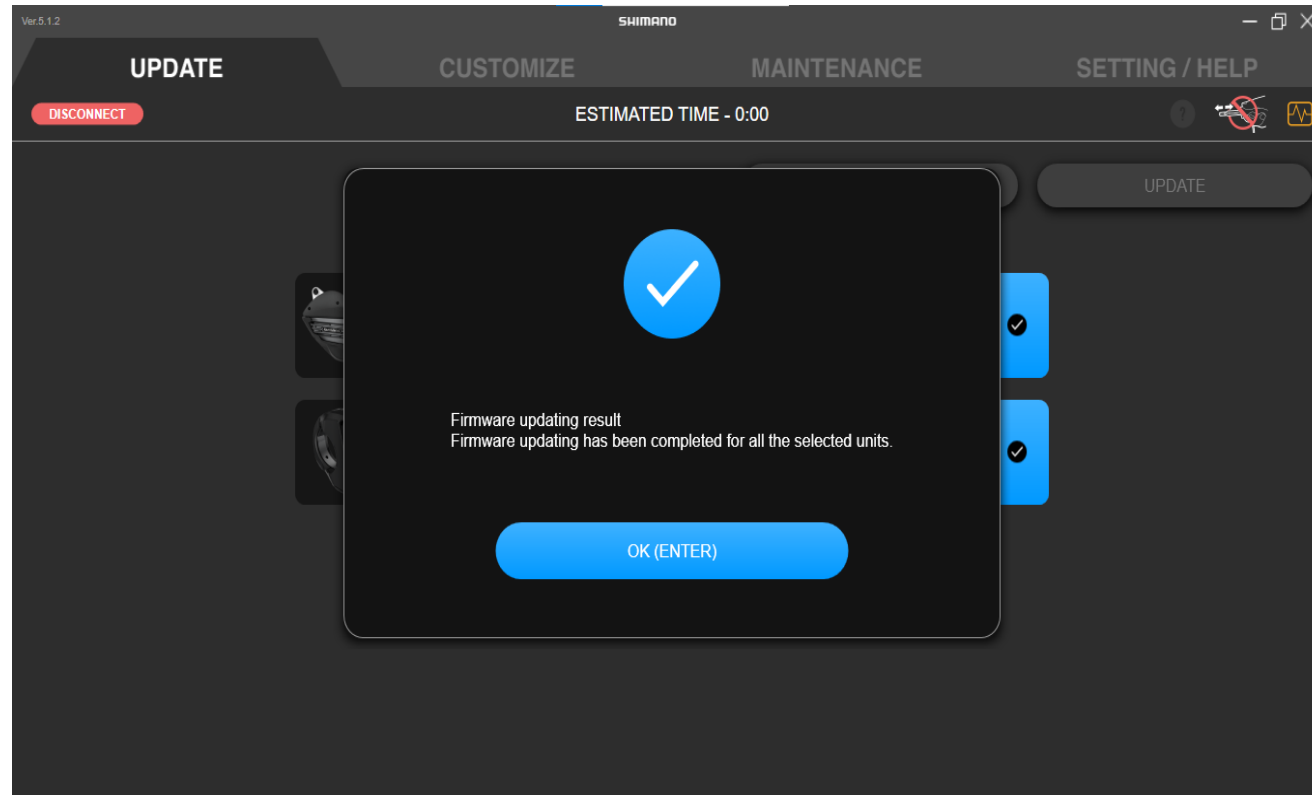 Ver.5.1.2
SHIMANO
UPDATE
CUSTOMIZE
MAINTENANCE
SETTING / HELP
DISCONNECT
ESTIMATED TIME - 0:00
?
UPDATE
Firmware updating result
Firmware updating has been completed for all the selected units.
OK (ENTER)